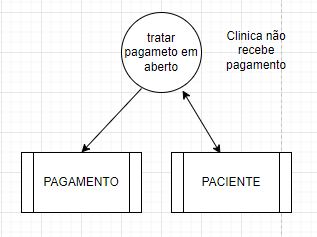 tratar
pagameto em
aberto
Clinica não
recebe
pagamento
PAGAMENTO
PACIENTE